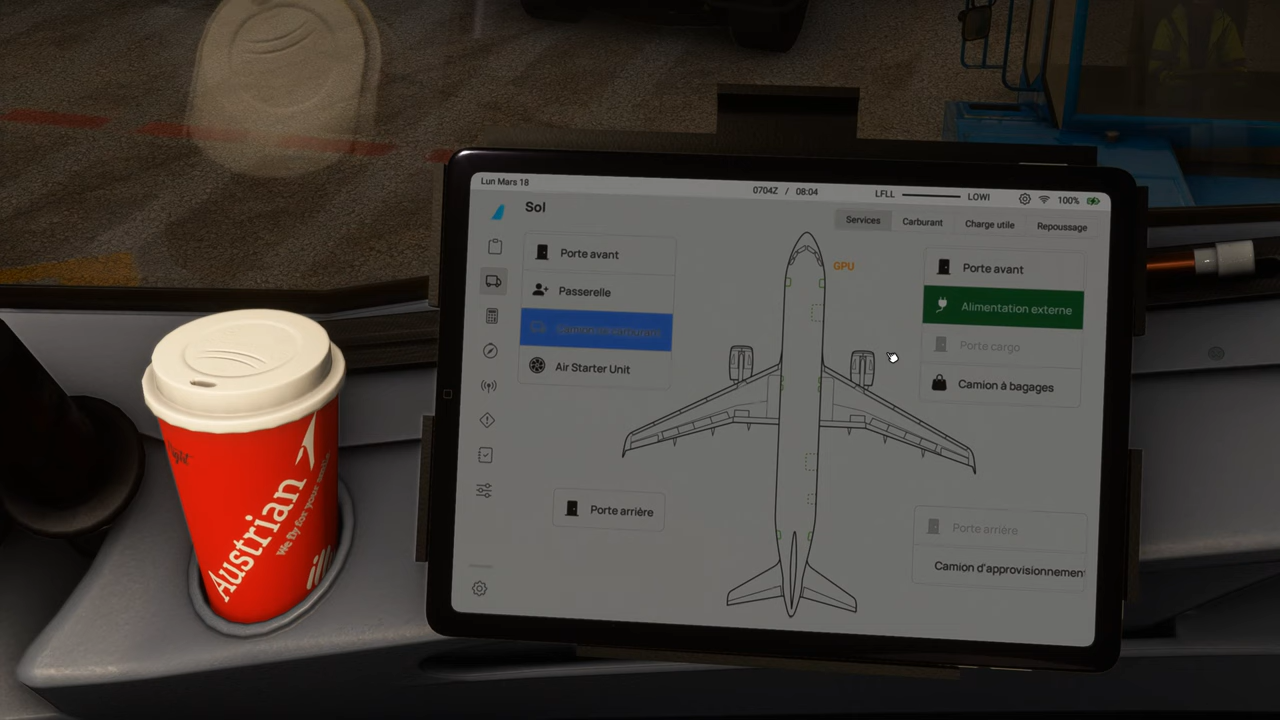 Lun Mars 18
0704Z / 08:04
LFLL
LOWI
100%
Sol
Services
Carburant
Charge utile
Repoussage
Porte avant
Passerelle
Air Starter Unit
GPU
Porte avant
Alimentation externe
Porte cargo
Camion à bagages
Porte arrière
Porte arrière
Camion d'approvisionnement
Austrian
We fly for your smile.